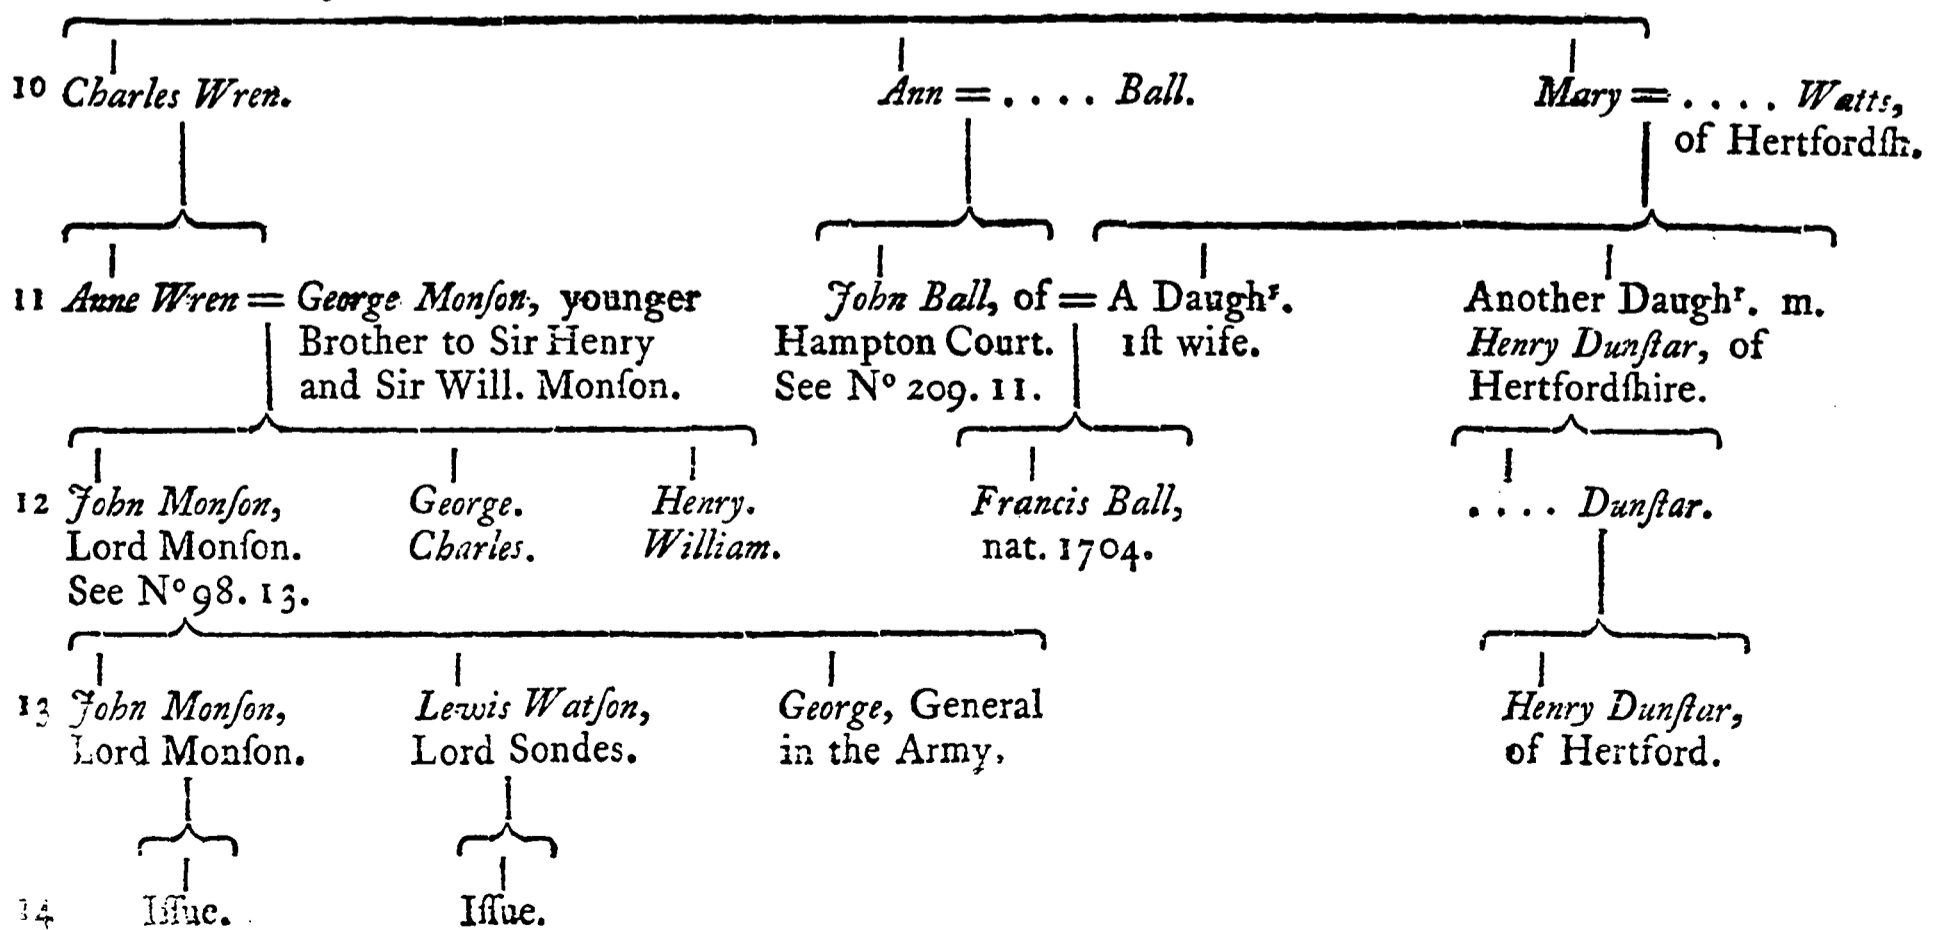 10 Charles Wren. Ann = . . . . Ball. Mary = . . . . Watts,
of Hertfordſh.
11 Anne Wren = George Monſon, younger John Ball, of = A Daughʳ. Another Daughʳ. m.
Brother to Sir Henry Hampton Court. 1ſt wife. Henry Dunſtar, of
and Sir Will. Monſon. See Nº 209. 11. Hertfordſhire.
12 John Monſon, George. Henry. Francis Ball, . . . . Dunſtar.
Lord Monſon. Charles. William. nat. 1704.
See Nº 98. 13.
13 John Monſon, Lewis Watſon, George, General Henry Dunſtar,
Lord Monſon. Lord Sondes. in the Army. of Hertford.
14 Iſſue. Iſſue.